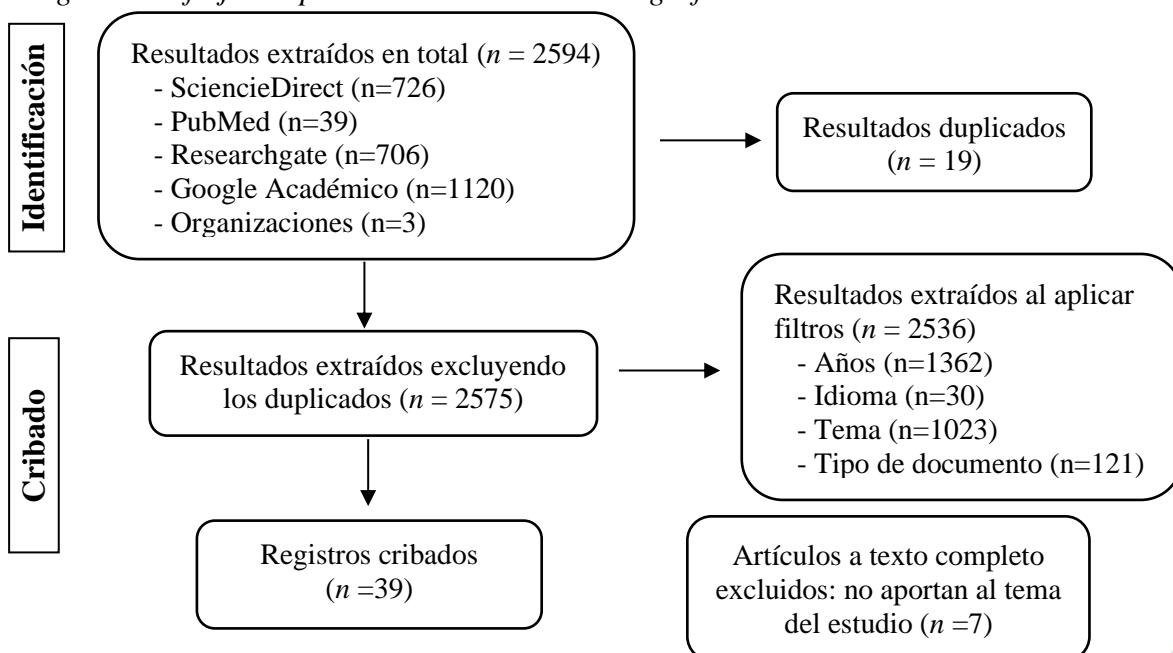 Identificación
Resultados extraídos en total (n = 2594)
- SciencieDirect (n=726)
- PubMed (n=39)
- Researchgate (n=706)
- Google Académico (n=1120)
- Organizaciones (n=3)
Resultados duplicados
(n = 19)
Cribado
Resultados extraídos excluyendo
los duplicados (n = 2575)
Resultados extraídos al aplicar
filtros (n = 2536)
- Años (n=1362)
- Idioma (n=30)
- Tema (n=1023)
- Tipo de documento (n=121)
Registros cribados
(n =39)
Artículos a texto completo
excluidos: no aportan al tema
del estudio (n =7)